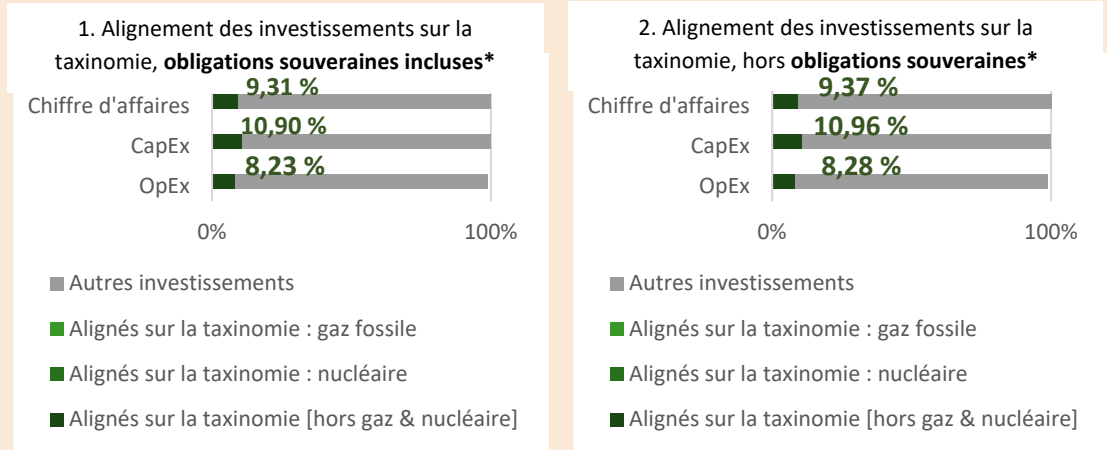 1. Alignement des investissements sur la
taxinomie, obligations souveraines incluses*
Chiffre d'affaires
9,31 %
CapEx
10,90 %
OpEx
8,23 %
0%
100%
Autres investissements
Alignés sur la taxinomie : gaz fossile
Alignés sur la taxinomie : nucléaire
Alignés sur la taxinomie [hors gaz & nucléaire]
2. Alignement des investissements sur la
taxinomie, hors obligations souveraines*
Chiffre d'affaires
9,37 %
CapEx
10,96 %
OpEx
8,28 %
0%
100%
Autres investissements
Alignés sur la taxinomie : gaz fossile
Alignés sur la taxinomie : nucléaire
Alignés sur la taxinomie [hors gaz & nucléaire]